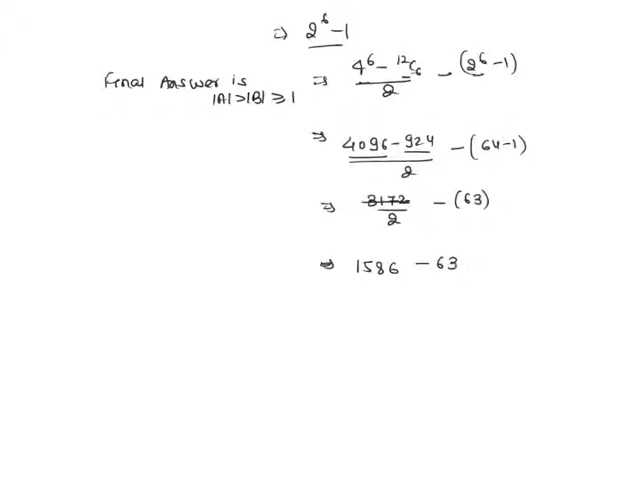 ⇒ 2^6 - 1
Final Answer is ⇒ (4^6 - ^12C_6)/2 - (2^6 - 1)
|A| > |B| ≥ 1
⇒ (4096 - 924)/2 - (64-1)
⇒ 3172/2 - (63)
⇒ 1586 - 63